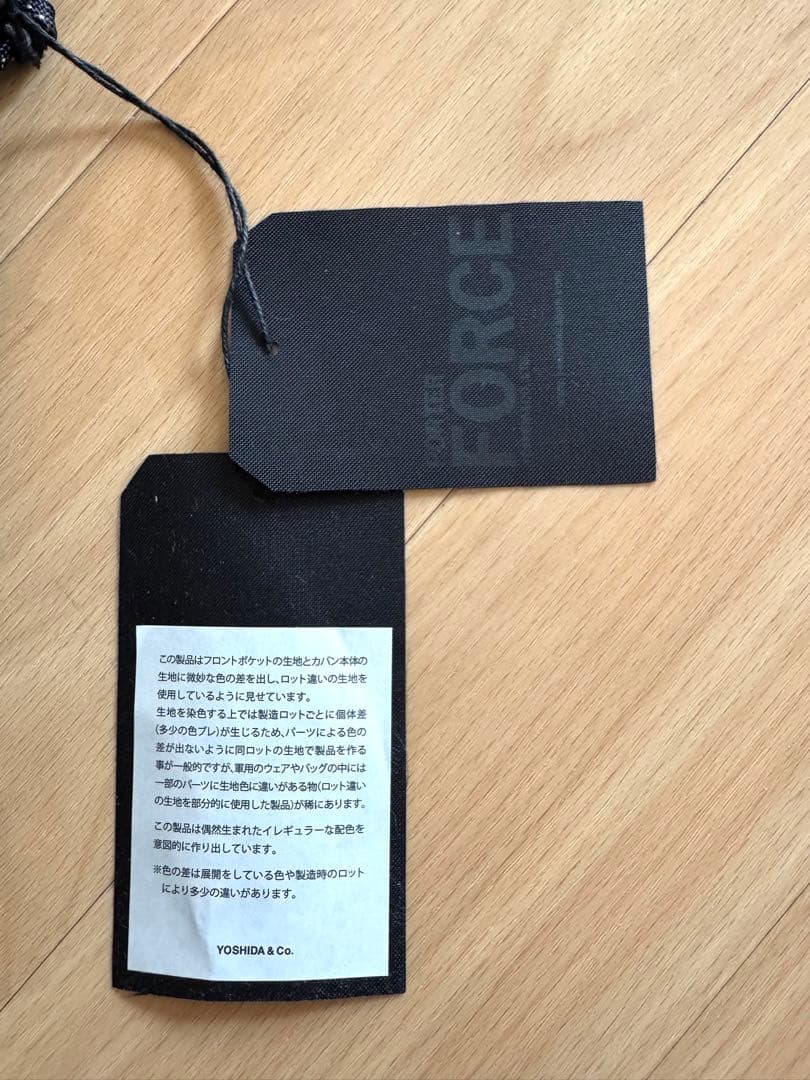 PORTER
FORCE
この製品はフロントポケットの生地とカバン本体の
生地に微妙な色の差を出し、ロット違いの生地を
使用しているように見せています。
生地を染色する上では製造ロットごとに個体差
(多少の色ブレ)が生じるため、パーツによる色の
差が出ないように同ロットの生地で製品を作る
事が一般的ですが、軍用のウェアやバッグの中には
一部のパーツに生地色に違いがある物(ロット違い
の生地を部分的に使用した製品)が稀にあります。
この製品は偶然生まれたイレギュラーな配色を
意図的に作り出しています。
※色の差は展開をしている色や製造時のロット
により多少の違いがあります。
YOSHIDA & Co.